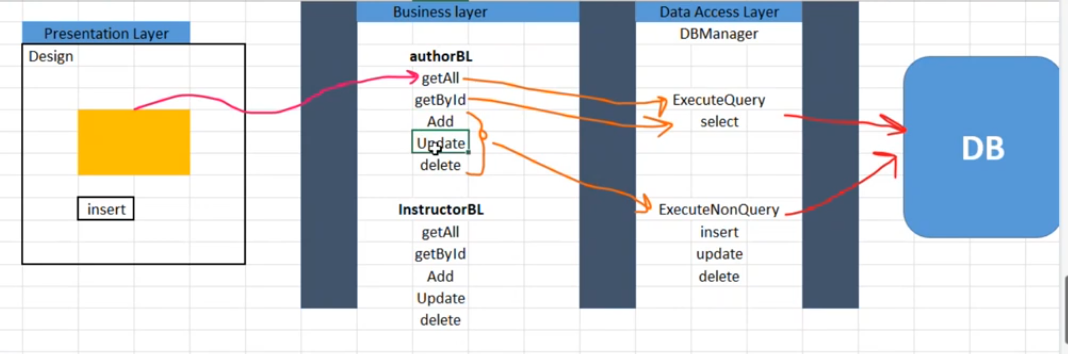 Presentation Layer
Design
insert
Business layer
authorBL
getAll
getById
Add
Update
delete
InstructorBL
getAll
getById
Add
Update
delete
Data Access Layer
DBManager
ExecuteQuery
select
ExecuteNonQuery
insert
update
delete
DB